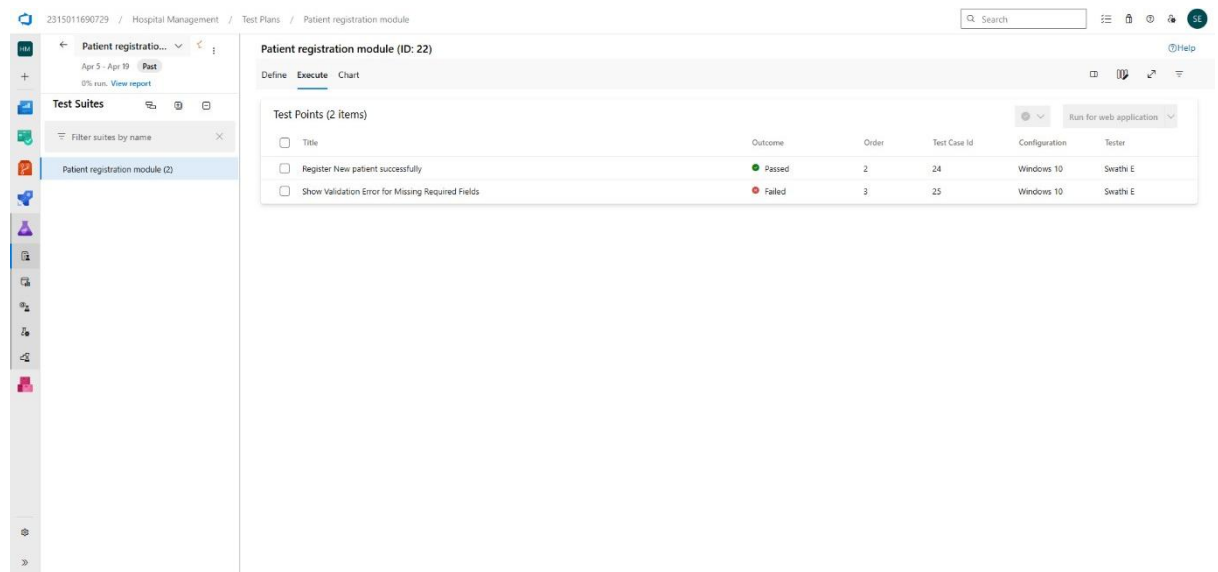 2315011690729 / Hospital Management / Test Plans / Patient registration module
Search
SE
HM
Patient registratio...
Apr 5 - Apr 19 Past
0% run. View report
Test Suites
Filter suites by name
Patient registration module (2)
Patient registration module (ID: 22)
Help
Define Execute Chart
Test Points (2 items)
Run for web application
Title Outcome Order Test Case Id Configuration Tester
Register New patient successfully Passed 2 24 Windows 10 Swathi E
Show Validation Error for Missing Required Fields Failed 3 25 Windows 10 Swathi E